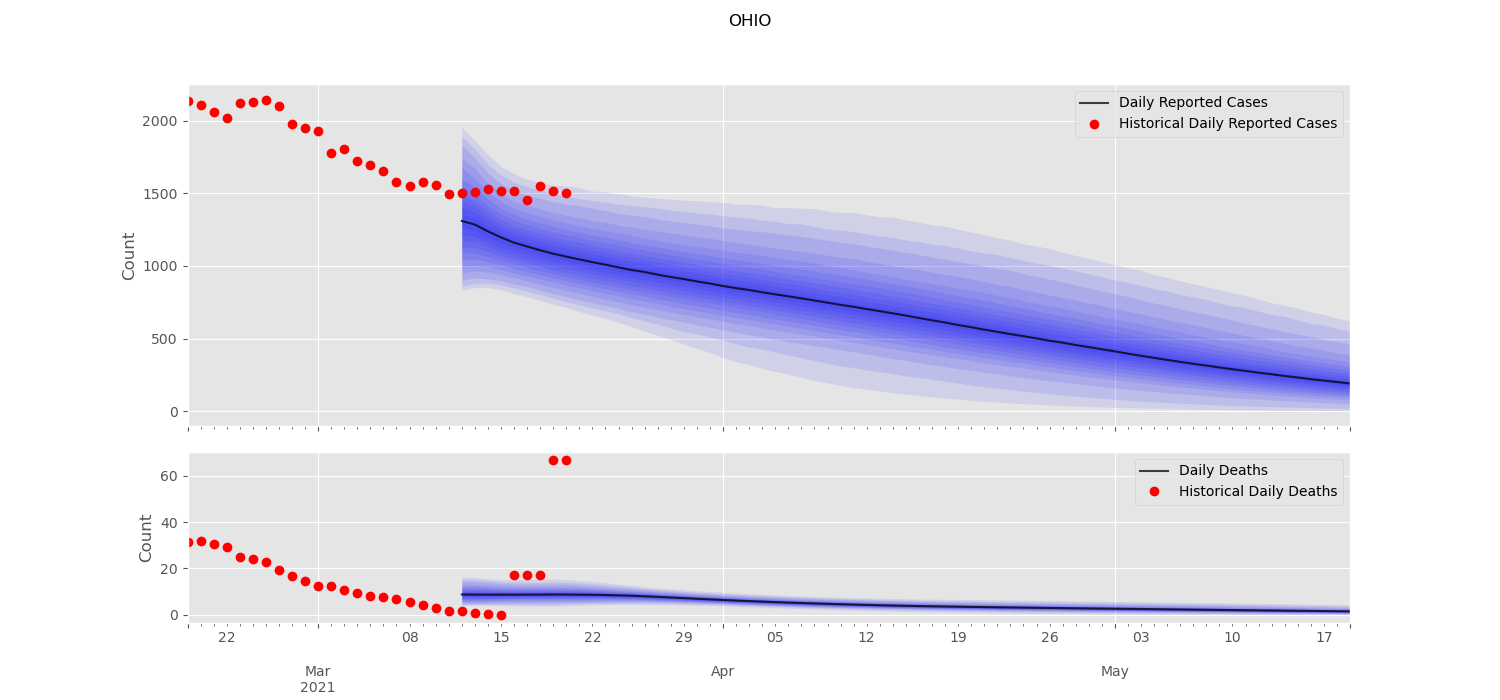 OHIO
Count
2000
1500
1000
500
0
Daily Reported Cases
Historical Daily Reported Cases
Count
60
40
20
0
Daily Deaths
Historical Daily Deaths
22 08 15 22 29 05 12 19 26 03 10 17
Mar Apr May
2021